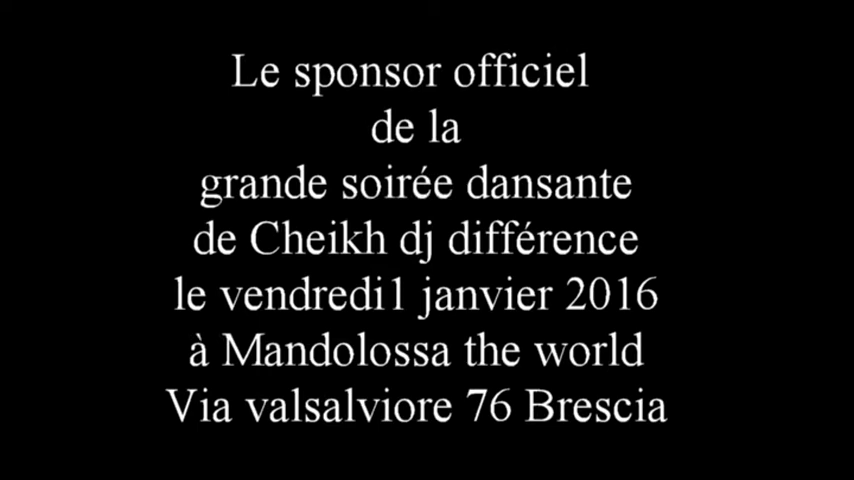 Le sponsor officiel
de la
grande soirée dansante
de Cheikh dj différence
le vendredi1 janvier 2016
à Mandolossa the world
Via valsalviore 76 Brescia